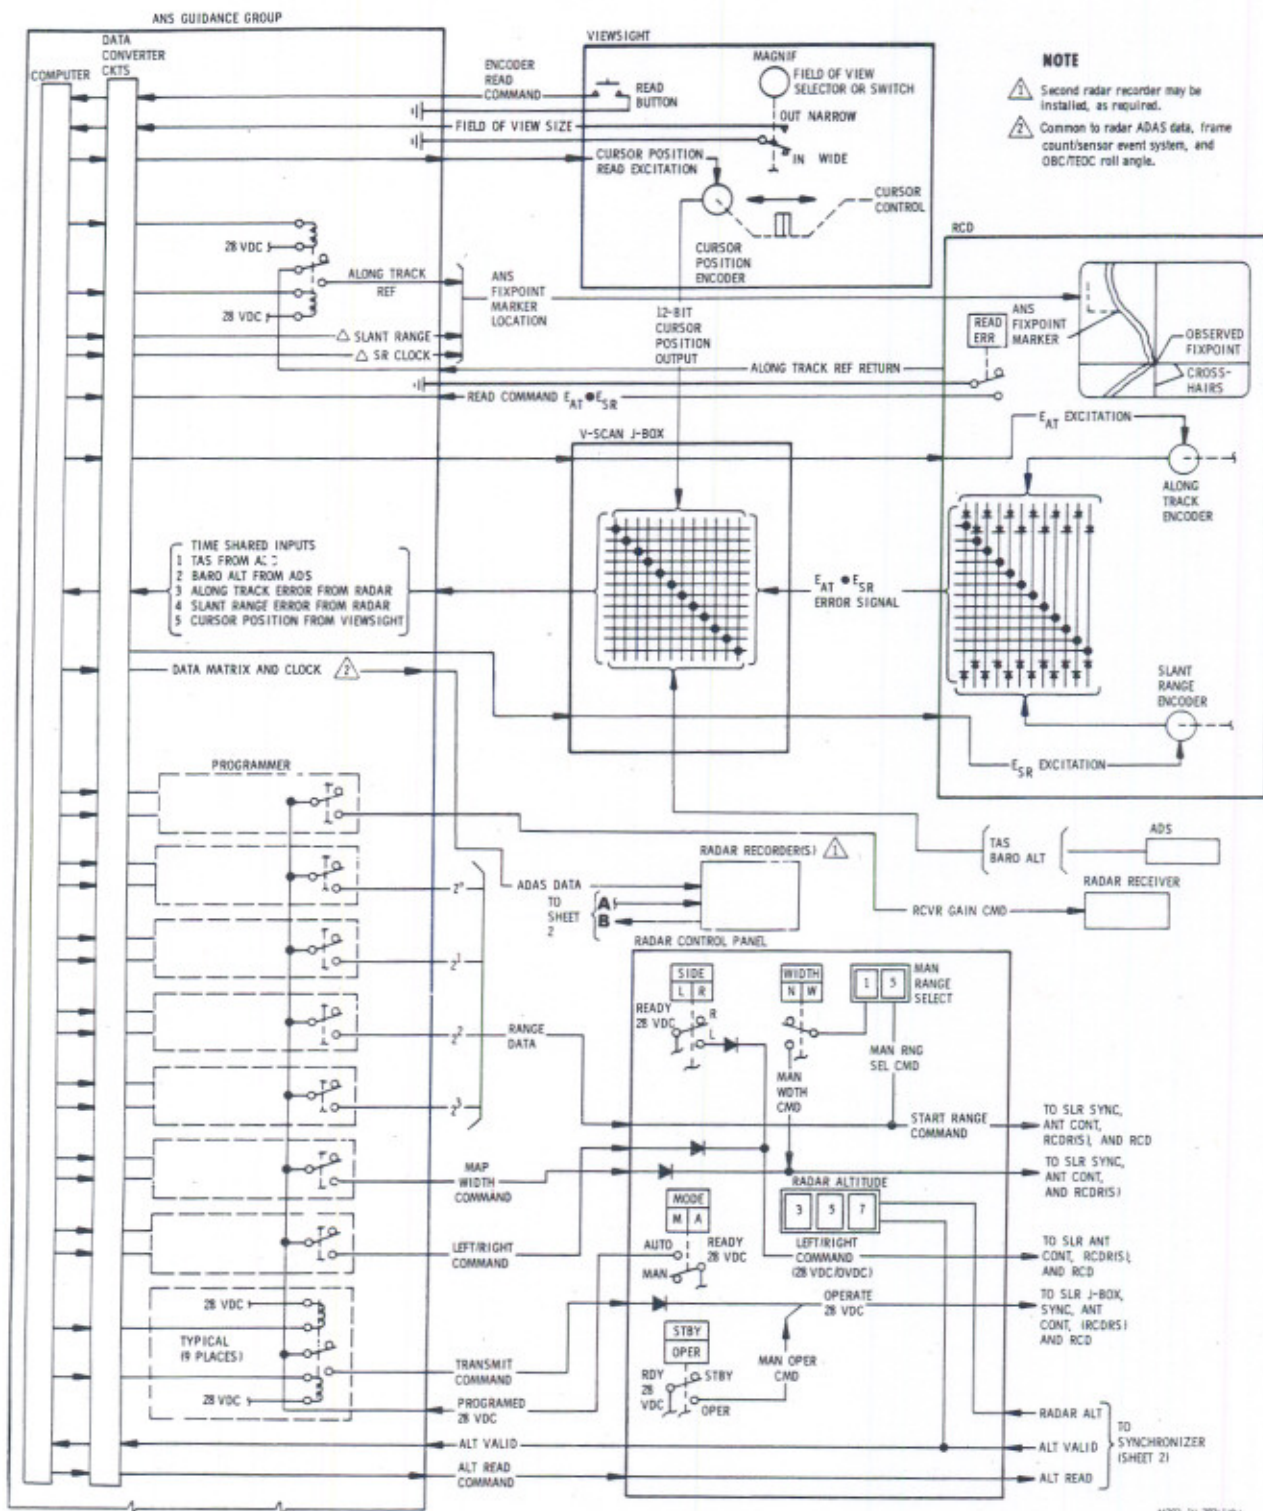 ANS GUIDANCE GROUP
COMPUTER
DATA
CONVERTER
CKTS
ENCODER
READ
COMMAND
FIELD OF VIEW SIZE
VIEWSIGHT
READ
BUTTON
MAGNIF
FIELD OF VIEW
SELECTOR OR SWITCH
OUT NARROW
IN WIDE
CURSOR POSITION
READ EXCITATION
CURSOR
CONTROL
CURSOR
POSITION
ENCODER
NOTE
1 Second radar recorder may be
installed, as required.
2 Common to radar ADAS data, frame
count/sensor event system, and
OBC/TEOC roll angle.
28 VDC
28 VDC
ALONG TRACK
REF
△ SLANT RANGE
△ SR CLOCK
ANS
FIXPOINT
MARKER
LOCATION
12-BIT
CURSOR
POSITION
OUTPUT
ALONG TRACK REF RETURN
READ COMMAND E AT ● E SR
RCD
READ
ERR
ANS
FIXPOINT
MARKER
OBSERVED
FIXPOINT
CROSS-
HAIRS
E AT EXCITATION
ALONG
TRACK
ENCODER
V-SCAN J-BOX
E AT ● E SR
ERROR SIGNAL
SLANT
RANGE
ENCODER
E SR EXCITATION
TIME SHARED INPUTS
1 TAS FROM
2 BARO ALT FROM ADS
3 ALONG TRACK ERROR FROM RADAR
4 SLANT RANGE ERROR FROM RADAR
5 CURSOR POSITION FROM VIEWSIGHT
DATA MATRIX AND CLOCK 2
PROGRAMMER
TAS
BARO ALT
ADS
RADAR RECORDER(S) 1
ADAS DATA
TO
SHEET
2
A
B
RCVR GAIN CMD
RADAR RECEIVER
2
2 1
2 2
2 3
RANGE
DATA
MAP
WIDTH
COMMAND
LEFT/RIGHT
COMMAND
28 VDC
TYPICAL
(9 PLACES)
28 VDC
TRANSMIT
COMMAND
PROGRAMED
28 VDC
ALT VALID
ALT READ
COMMAND
RADAR CONTROL PANEL
SIDE
L R
READY
28 VDC
R
L
WIDTH
N W
1 5
MAN
RANGE
SELECT
MAN RNG
SEL CMD
MAN
WDTH
CMD
START RANGE
COMMAND
RADAR ALTITUDE
3 5 7
MODE
M A
AUTO
READY
28 VDC
MAN
LEFT/RIGHT
COMMAND
(28 VDC/0VDC)
OPERATE
28 VDC
STBY
OPER
RDY
28
VDC
STBY
OPER
MAN OPER
CMD
TO SLR SYNC,
ANT CONT,
RCDR(S), AND RCD
TO SLR SYNC,
ANT CONT,
AND RCDR(S)
TO SLR ANT
CONT, RCDR(S),
AND RCD
TO SLR J-BOX,
SYNC, ANT
CONT, (RCDRS)
AND RCD
RADAR ALT
ALT VALID
ALT READ
TO
SYNCHRONIZER
(SHEET 2)